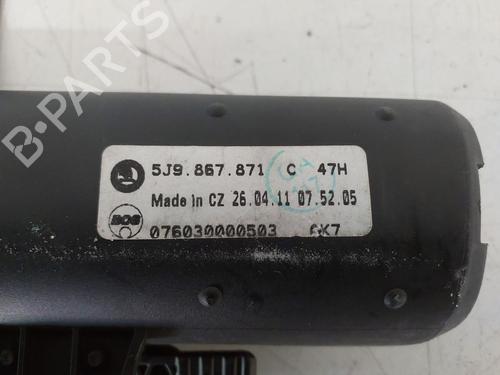 B-PARTS
5J9.867.871 C 47H
Made in CZ 26.04.11 07.52.05
BOS
076030000503 6K7